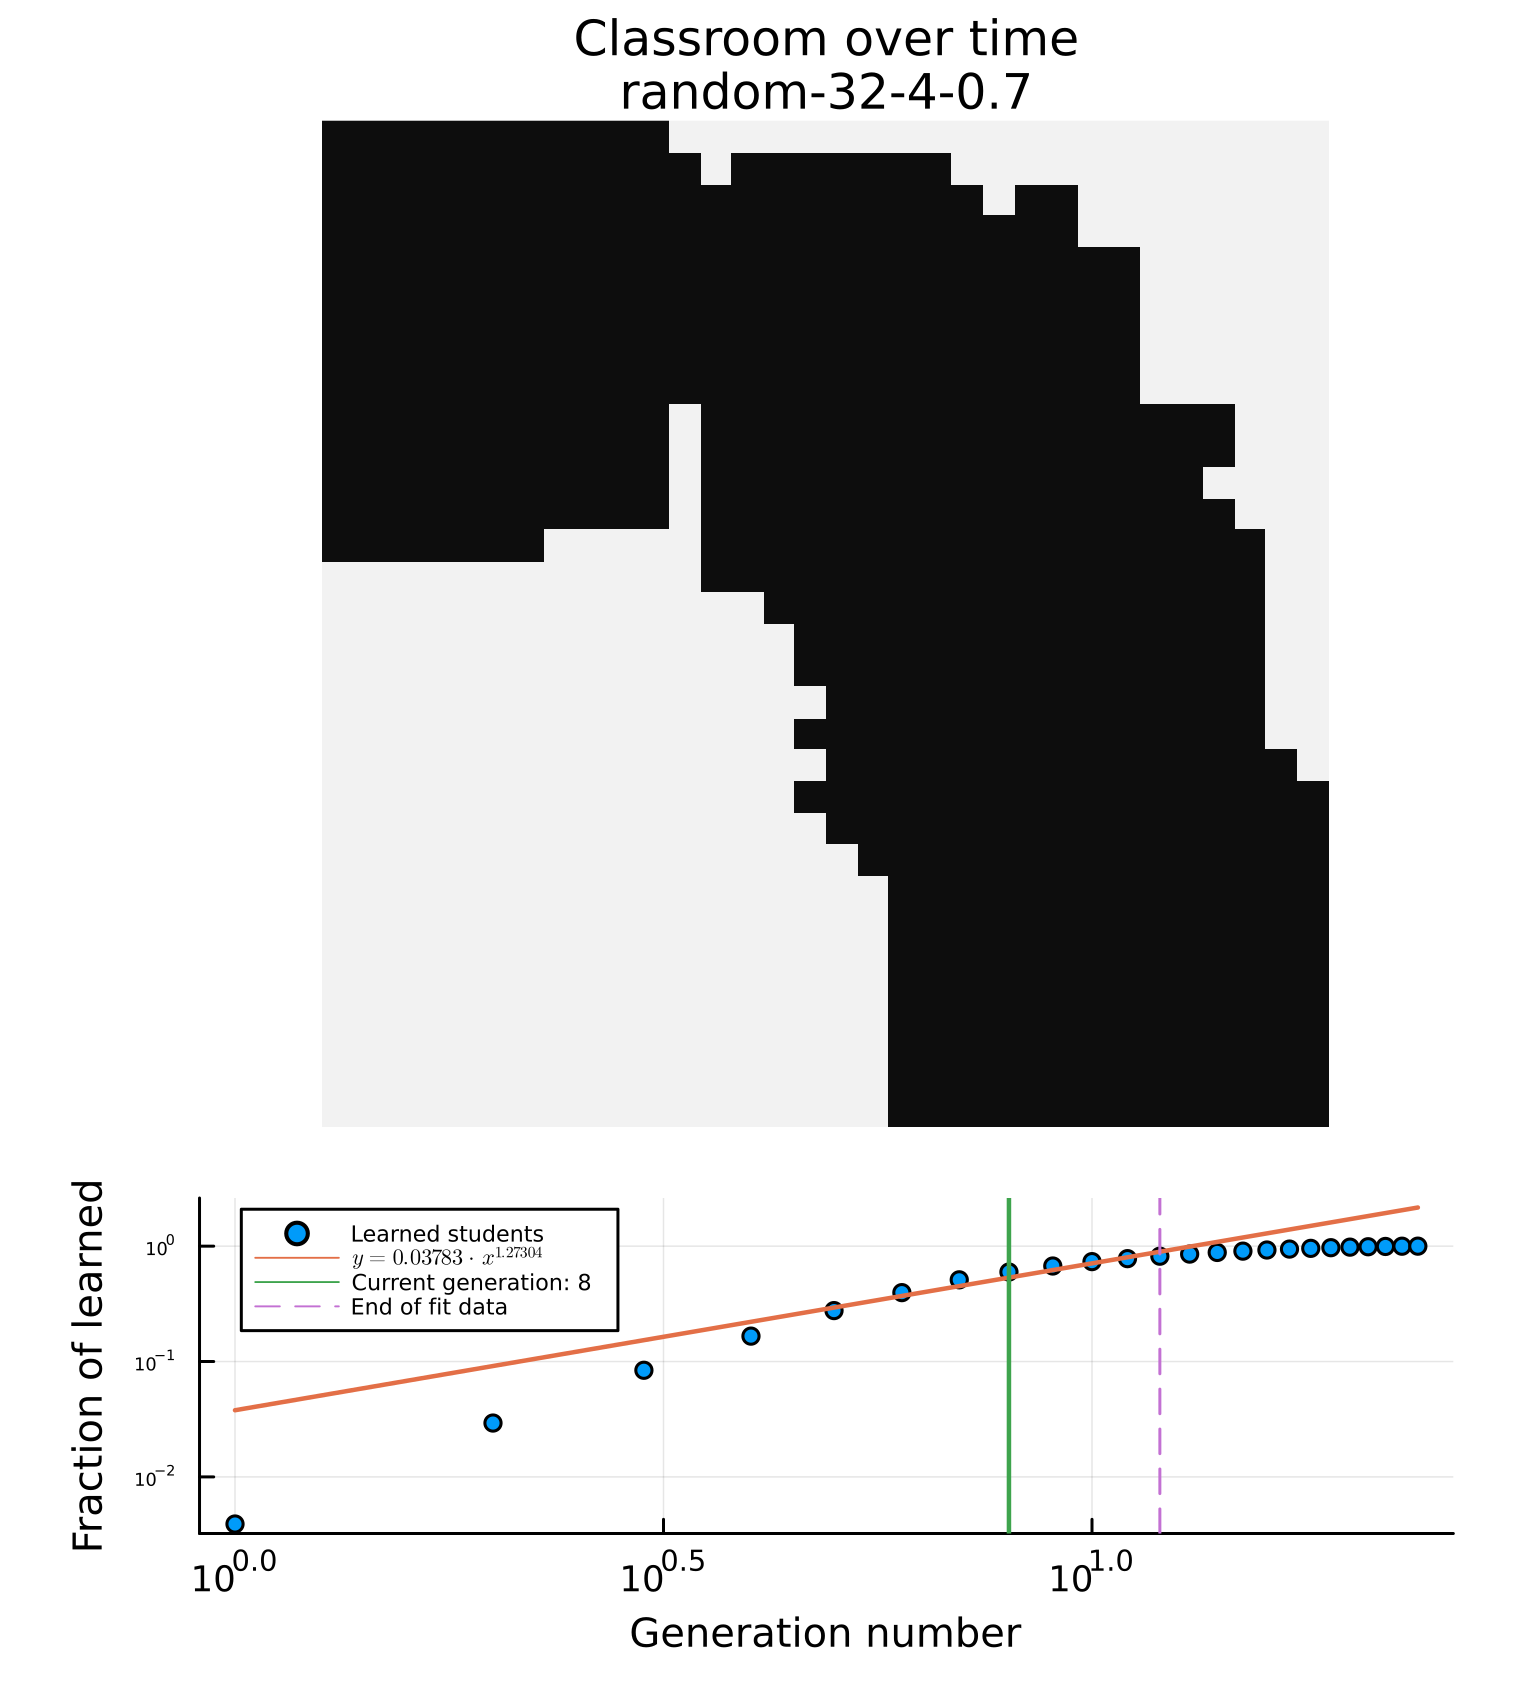 Classroom over time
random-32-4-0.7
Fraction of learned
10^0
10^-1
10^-2
Learned students
y = 0.03783 · x^1.27304
Current generation: 8
End of fit data
10^0.0 10^0.5 10^1.0
Generation number